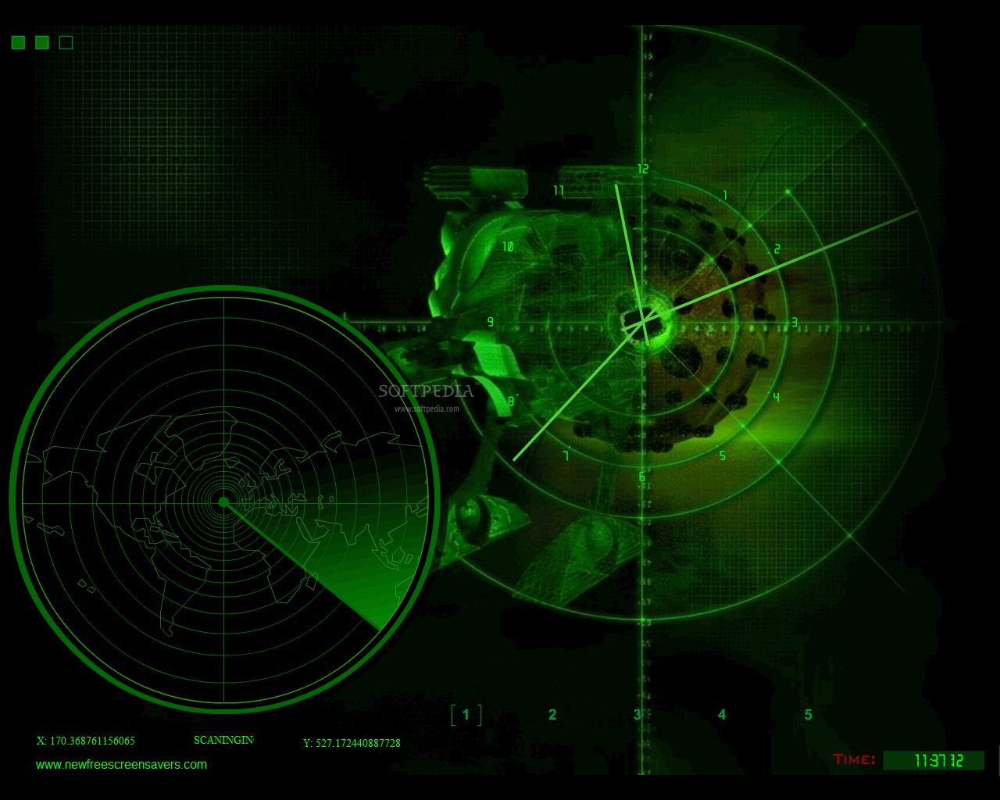 12
11
1
10
2
9
3
8
4
7
5
6
SOFTPEDIA
www.softpedia.com
[ 1 ]
2
3
4
5
X: 170.368761156065
SCANINGIN
Y: 527.172440887728
www.newfreescreensavers.com
TIME: 11:37 12